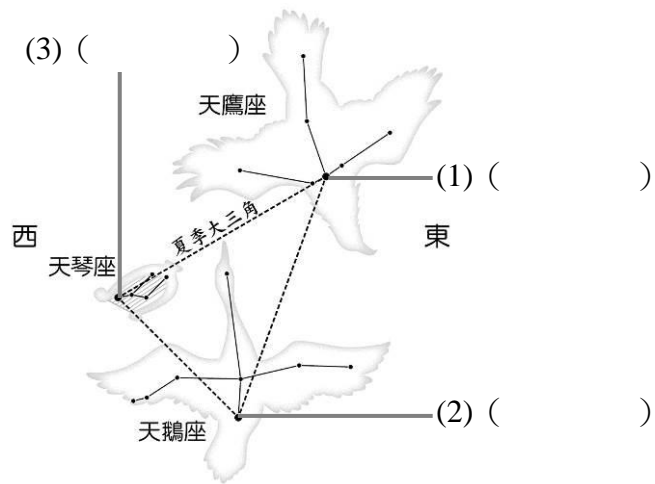 (3)（　　　　）
天鷹座
(1)（　　　　）
夏季大三角
西
東
天琴座
(2)（　　　　）
天鵝座